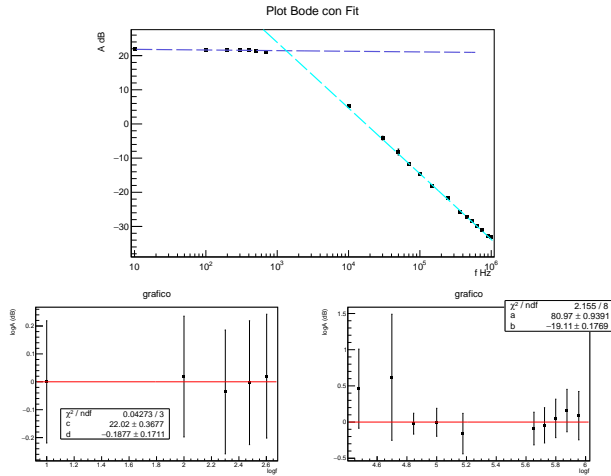 Plot Bode con Fit
A dB
20
10
0
−10
−20
−30
10 10² 10³ 10⁴ 10⁵ 10⁶
f Hz
grafico
logA (dB)
0.2
0.1
0
−0.1
−0.2
χ² / ndf 0.04273 / 3
c 22.02 ± 0.3677
d −0.1877 ± 0.1711
1 1.2 1.4 1.6 1.8 2 2.2 2.4 2.6
logf
grafico
logA (dB)
1.5
1
0.5
0
−0.5
χ² / ndf 2.155 / 8
a 80.97 ± 0.9391
b −19.11 ± 0.1769
4.6 4.8 5 5.2 5.4 5.6 5.8 6
logf